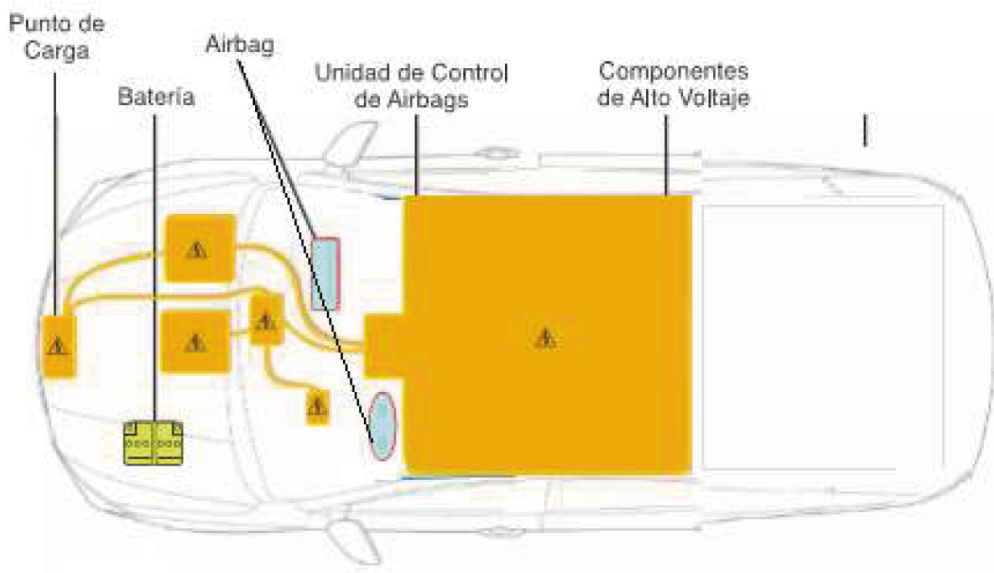 Punto de
Carga
Batería
Airbag
Unidad de Control
de Airbags
Componentes
de Alto Voltaje